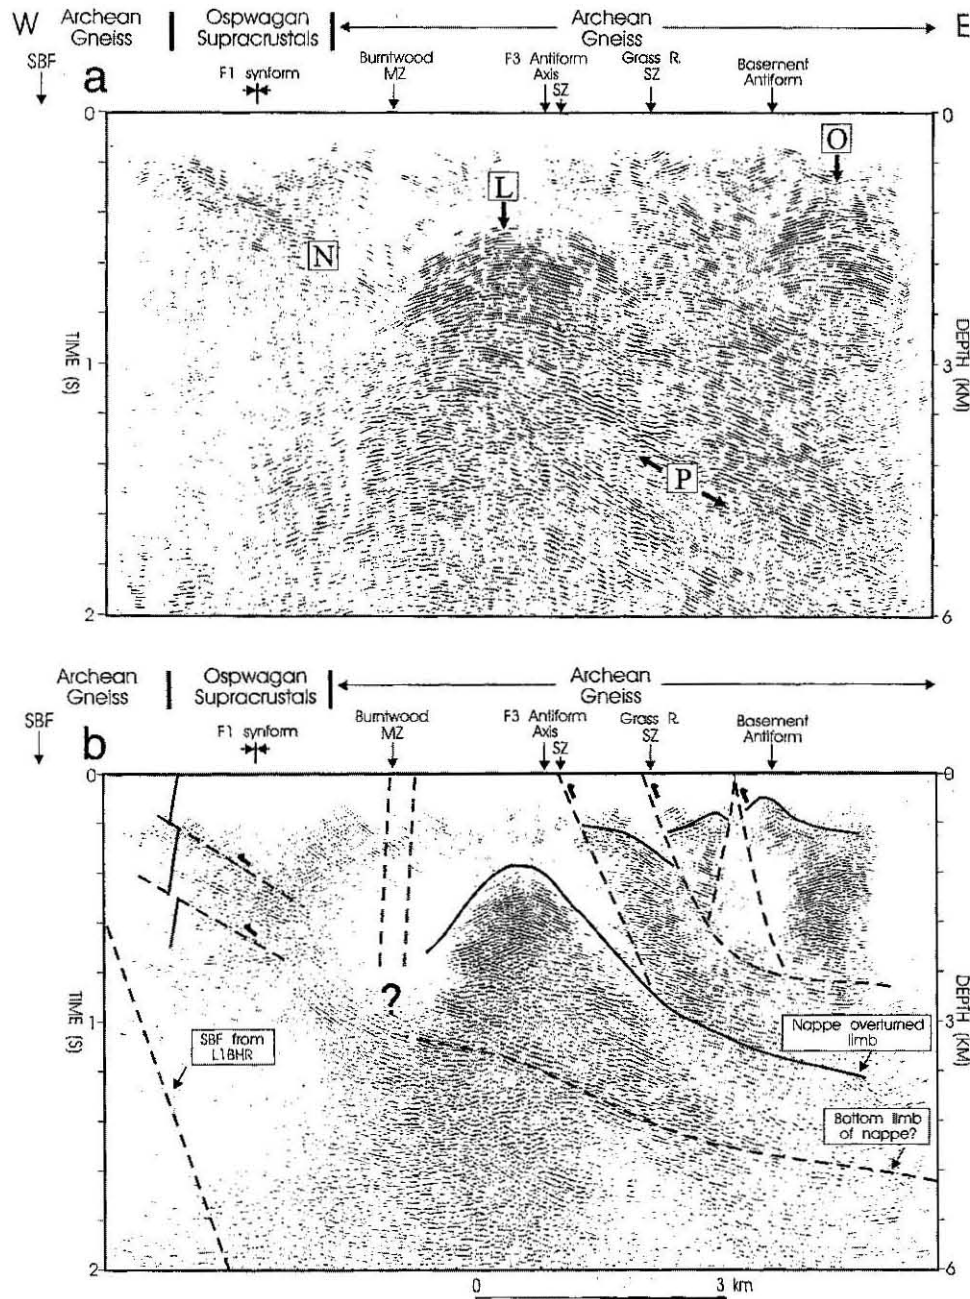 W Archean Gneiss Ospwagan Supracrustals Archean Gneiss E
SBF F1 synform Burntwood MZ F3 Antiform Axis SZ Grass R. SZ Basement Antiform
a
0 0
O
L
N
TIME (S) DEPTH (KM)
1 3
P
2 6
Archean Gneiss Ospwagan Supracrustals Archean Gneiss
SBF F1 synform Burntwood MZ F3 Antiform Axis SZ Grass R. SZ Basement Antiform
b
0 0
?
TIME (S) DEPTH (KM)
1 3
Nappe overturned limb
SBF from L1BHR
Bottom limb of nappe?
2 6
0 3 km